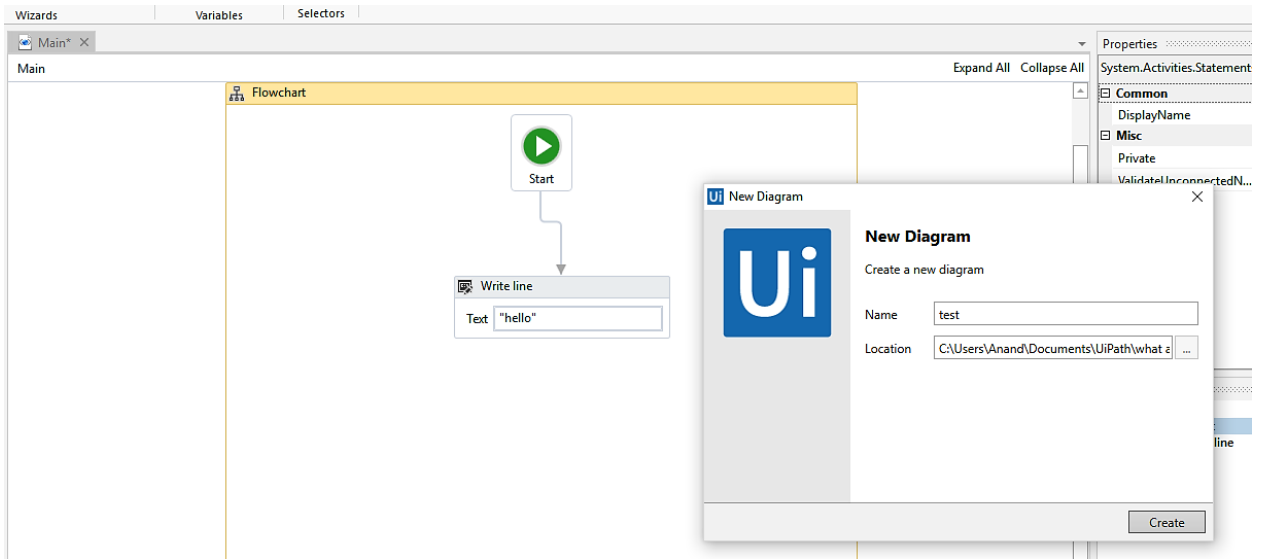 Wizards Variables Selectors
Main*
Properties
Main Expand All Collapse All
System.Activities.Statement
Flowchart
Common
DisplayName
Misc
Private
ValidateUnconnectedN...
Start
Write line
Text "hello"
Ui New Diagram
Ui
New Diagram
Create a new diagram
Name test
Location C:\Users\Anand\Documents\UiPath\what a ...
line
Create